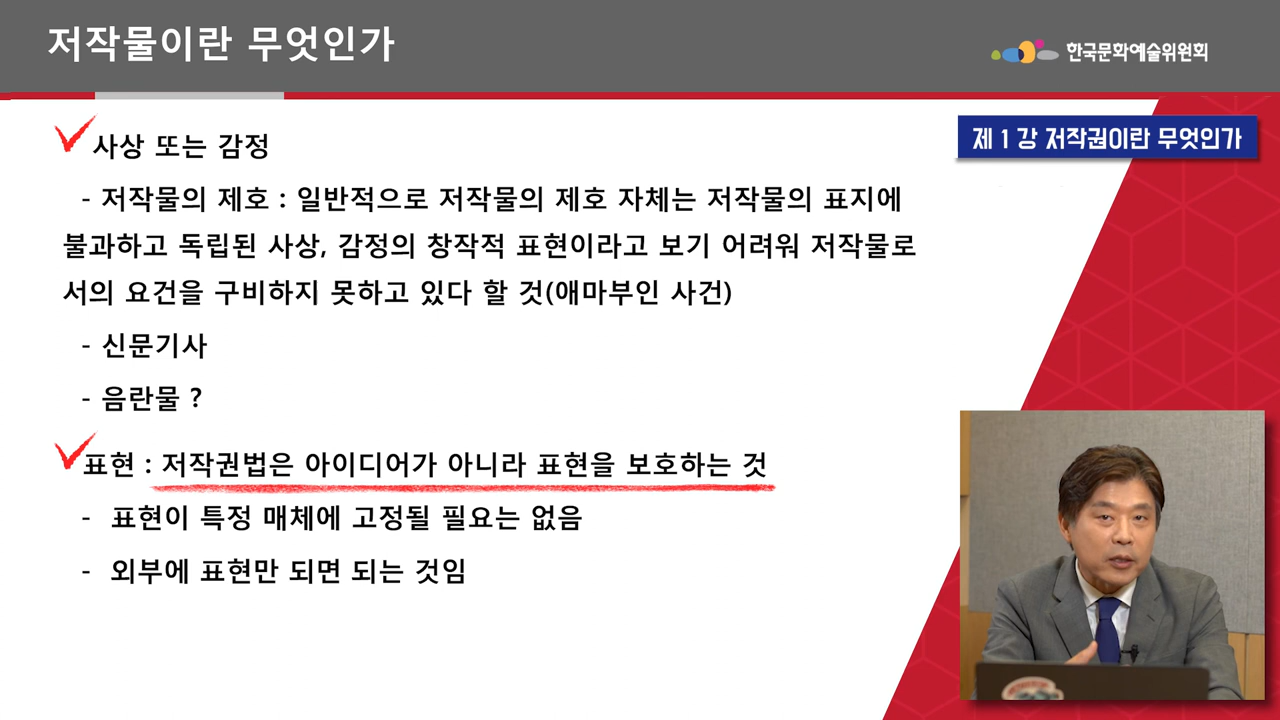 저작물이란 무엇인가
한국문화예술위원회
제 1 강 저작권이란 무엇인가
사상 또는 감정
- 저작물의 제호 : 일반적으로 저작물의 제호 자체는 저작물의 표지에
불과하고 독립된 사상, 감정의 창작적 표현이라고 보기 어려워 저작물로
서의 요건을 구비하지 못하고 있다 할 것(애마부인 사건)
- 신문기사
- 음란물 ?
표현 : 저작권법은 아이디어가 아니라 표현을 보호하는 것
- 표현이 특정 매체에 고정될 필요는 없음
- 외부에 표현만 되면 되는 것임